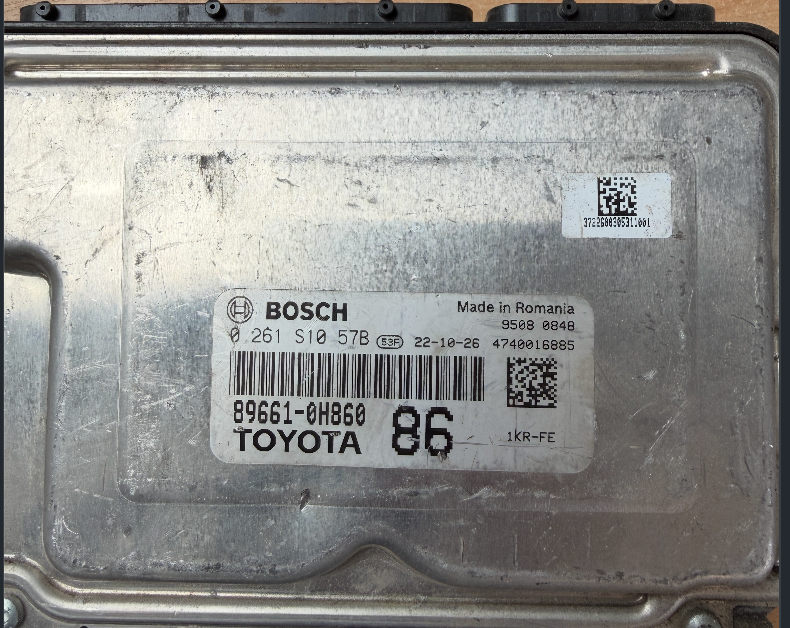 3722600305311001
BOSCH
Made in Romania
9508 0848
0 261 S10 57B 53F 22-10-26 4740016885
89661-0H860
TOYOTA
86
1KR-FE